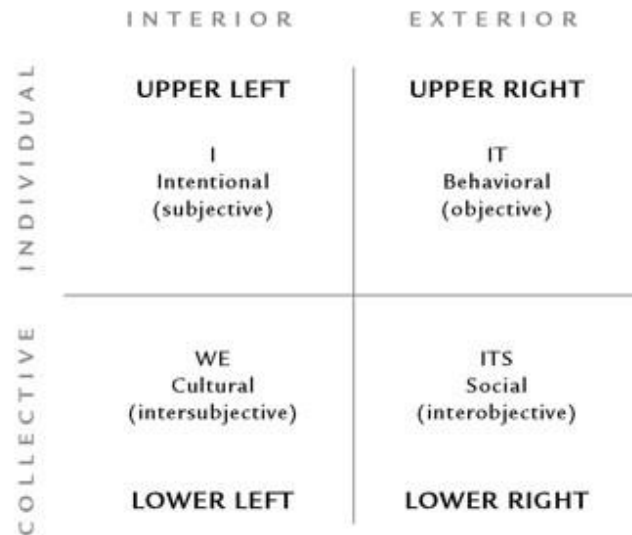 INTERIOR
EXTERIOR
INDIVIDUAL
UPPER LEFT
I
Intentional
(subjective)
UPPER RIGHT
IT
Behavioral
(objective)
COLLECTIVE
WE
Cultural
(intersubjective)
LOWER LEFT
ITS
Social
(interobjective)
LOWER RIGHT